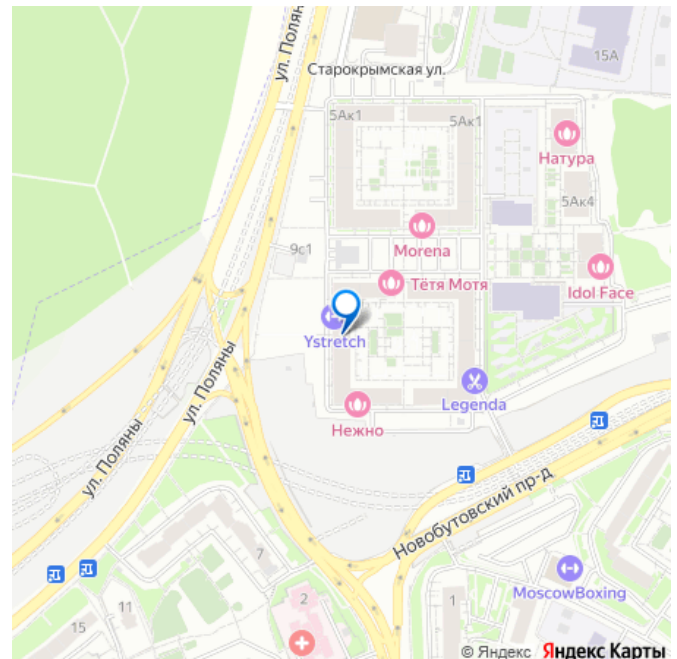 ул. Поляны
15А
Старокрымская ул.
5Ак1
5Ак1
Натура
5Ак4
9с1
Morena
Тётя Мотя
Idol Face
Ystretch
ул. Поляны
Legenda
Нежно
ул. Поляны
Новобутовский пр-д
7
MoscowBoxing
2
1
11
15
© Яндекс Яндекс Карты